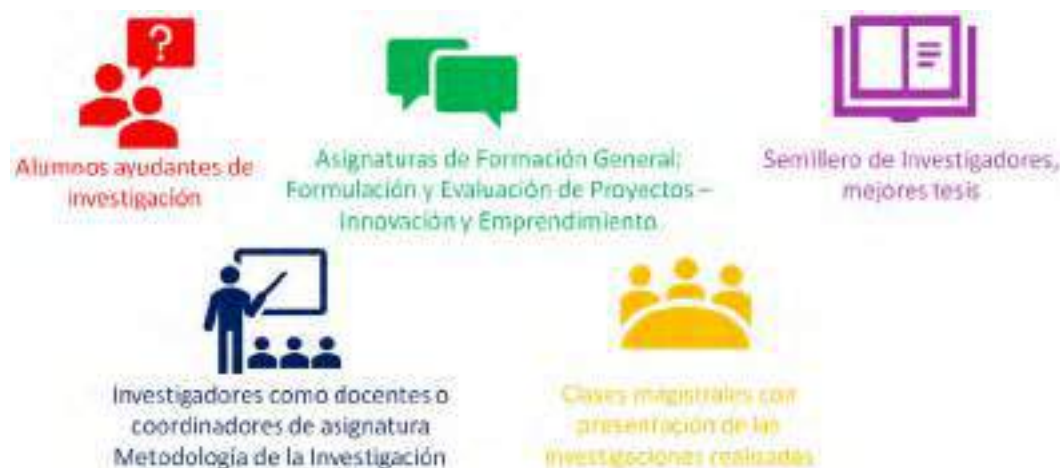 ?
Alumnos ayudantes de
investigación
Asignaturas de Formación General:
Formulación y Evaluación de Proyectos –
Innovación y Emprendimiento
Semillero de Investigadores,
mejores tesis
Investigadores como docentes o
coordinadores de asignatura
Metodología de la Investigación
Clases magistrales con
presentación de las
investigaciones realizadas